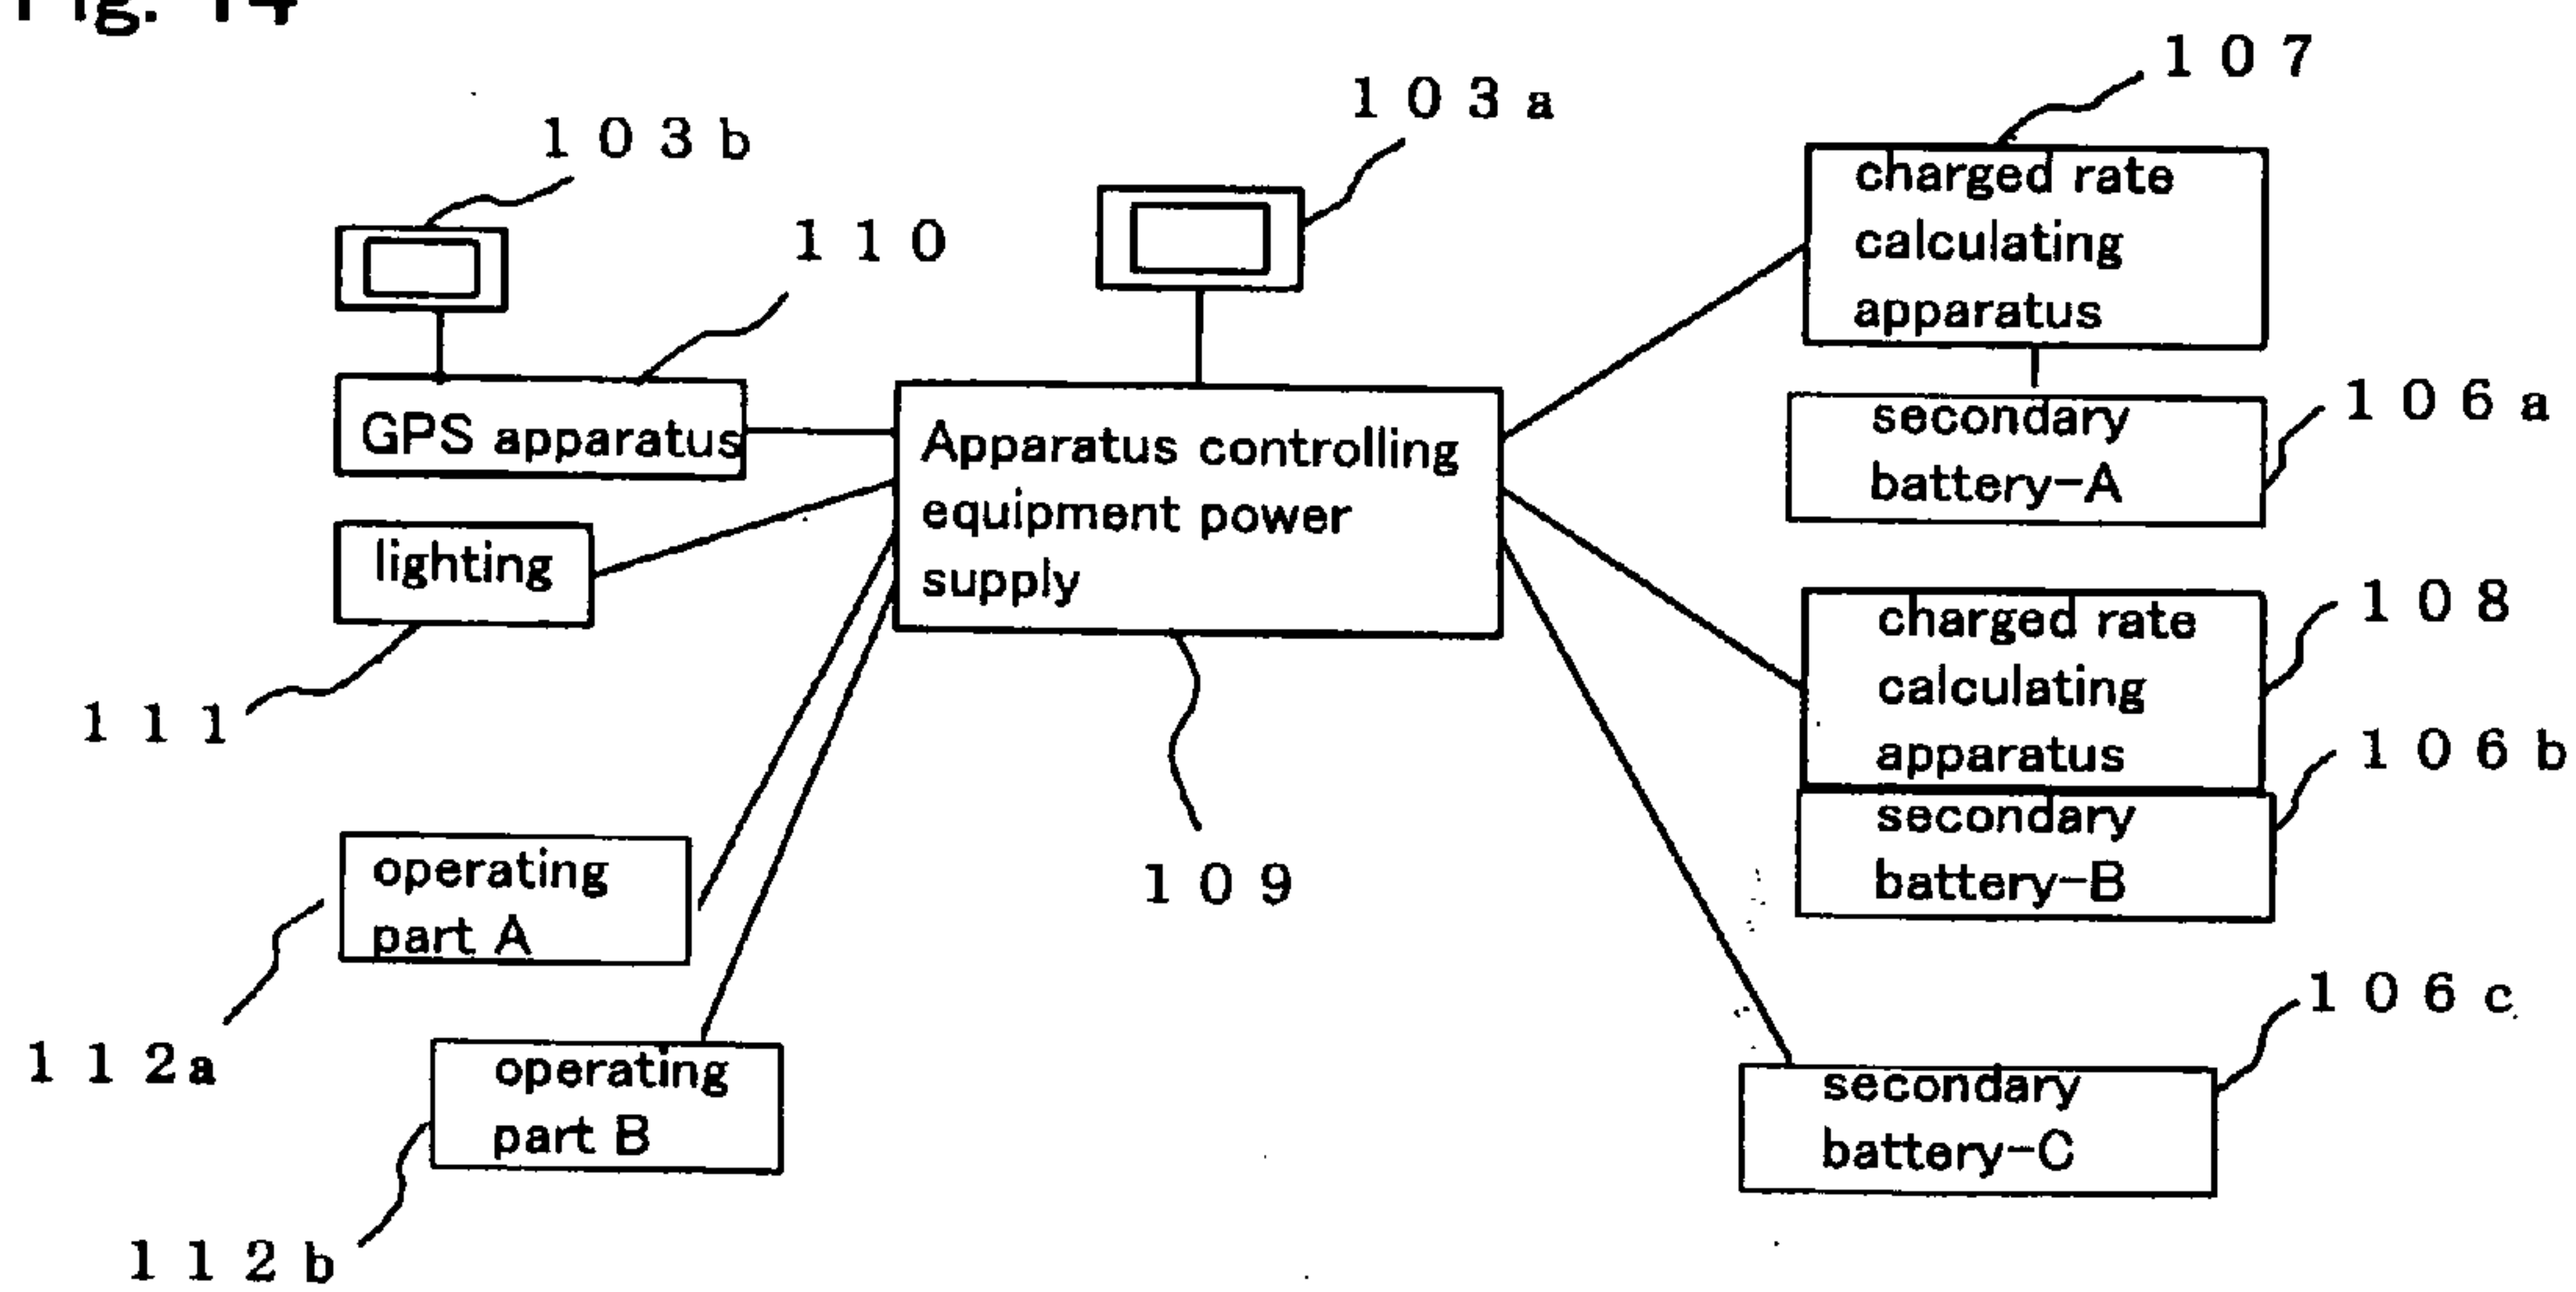 Fig. 14
107
103a
103b
110
charged rate
calculating
apparatus
GPS apparatus
Apparatus controlling
equipment power
supply
secondary
battery-A
106a
lighting
111
charged rate
calculating
apparatus
108
106b
secondary
battery-B
operating
part A
109
112a
106c
operating
part B
secondary
battery-C
112b